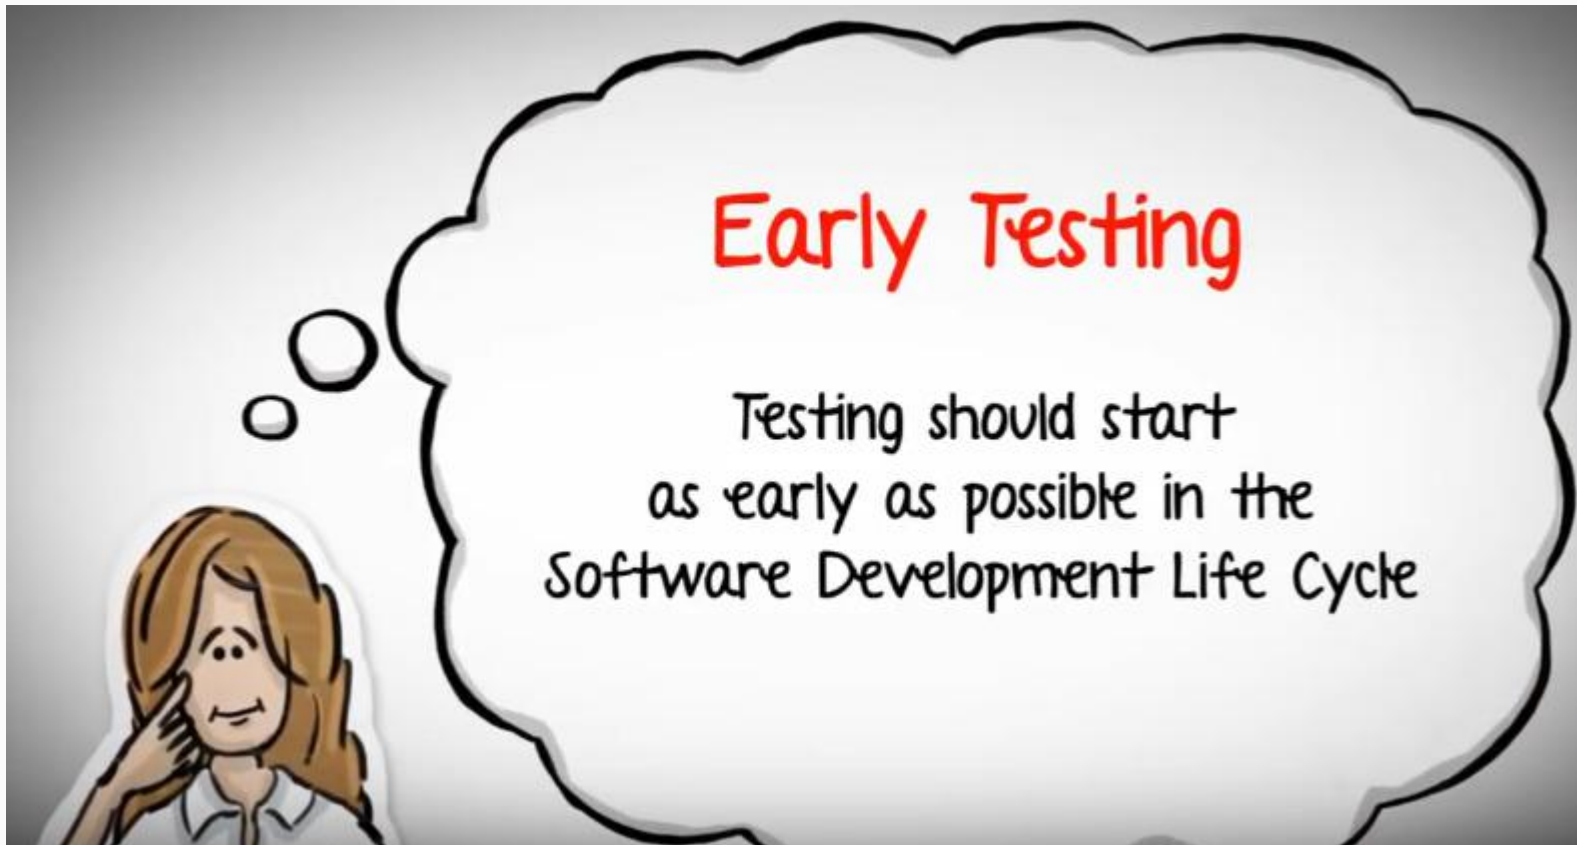 Early Testing
Testing should start
as early as possible in the
Software Development Life Cycle